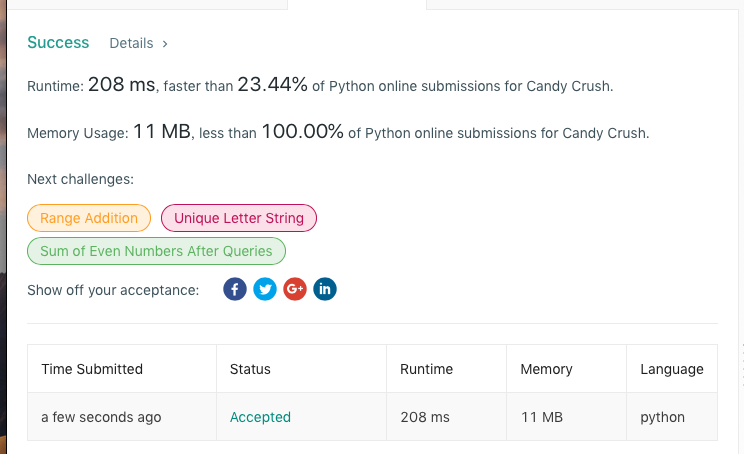 Success Details >
Runtime: 208 ms, faster than 23.44% of Python online submissions for Candy Crush.
Memory Usage: 11 MB, less than 100.00% of Python online submissions for Candy Crush.
Next challenges:
Range Addition Unique Letter String
Sum of Even Numbers After Queries
Show off your acceptance: f G+ in
Time Submitted Status Runtime Memory Language
a few seconds ago Accepted 208 ms 11 MB python